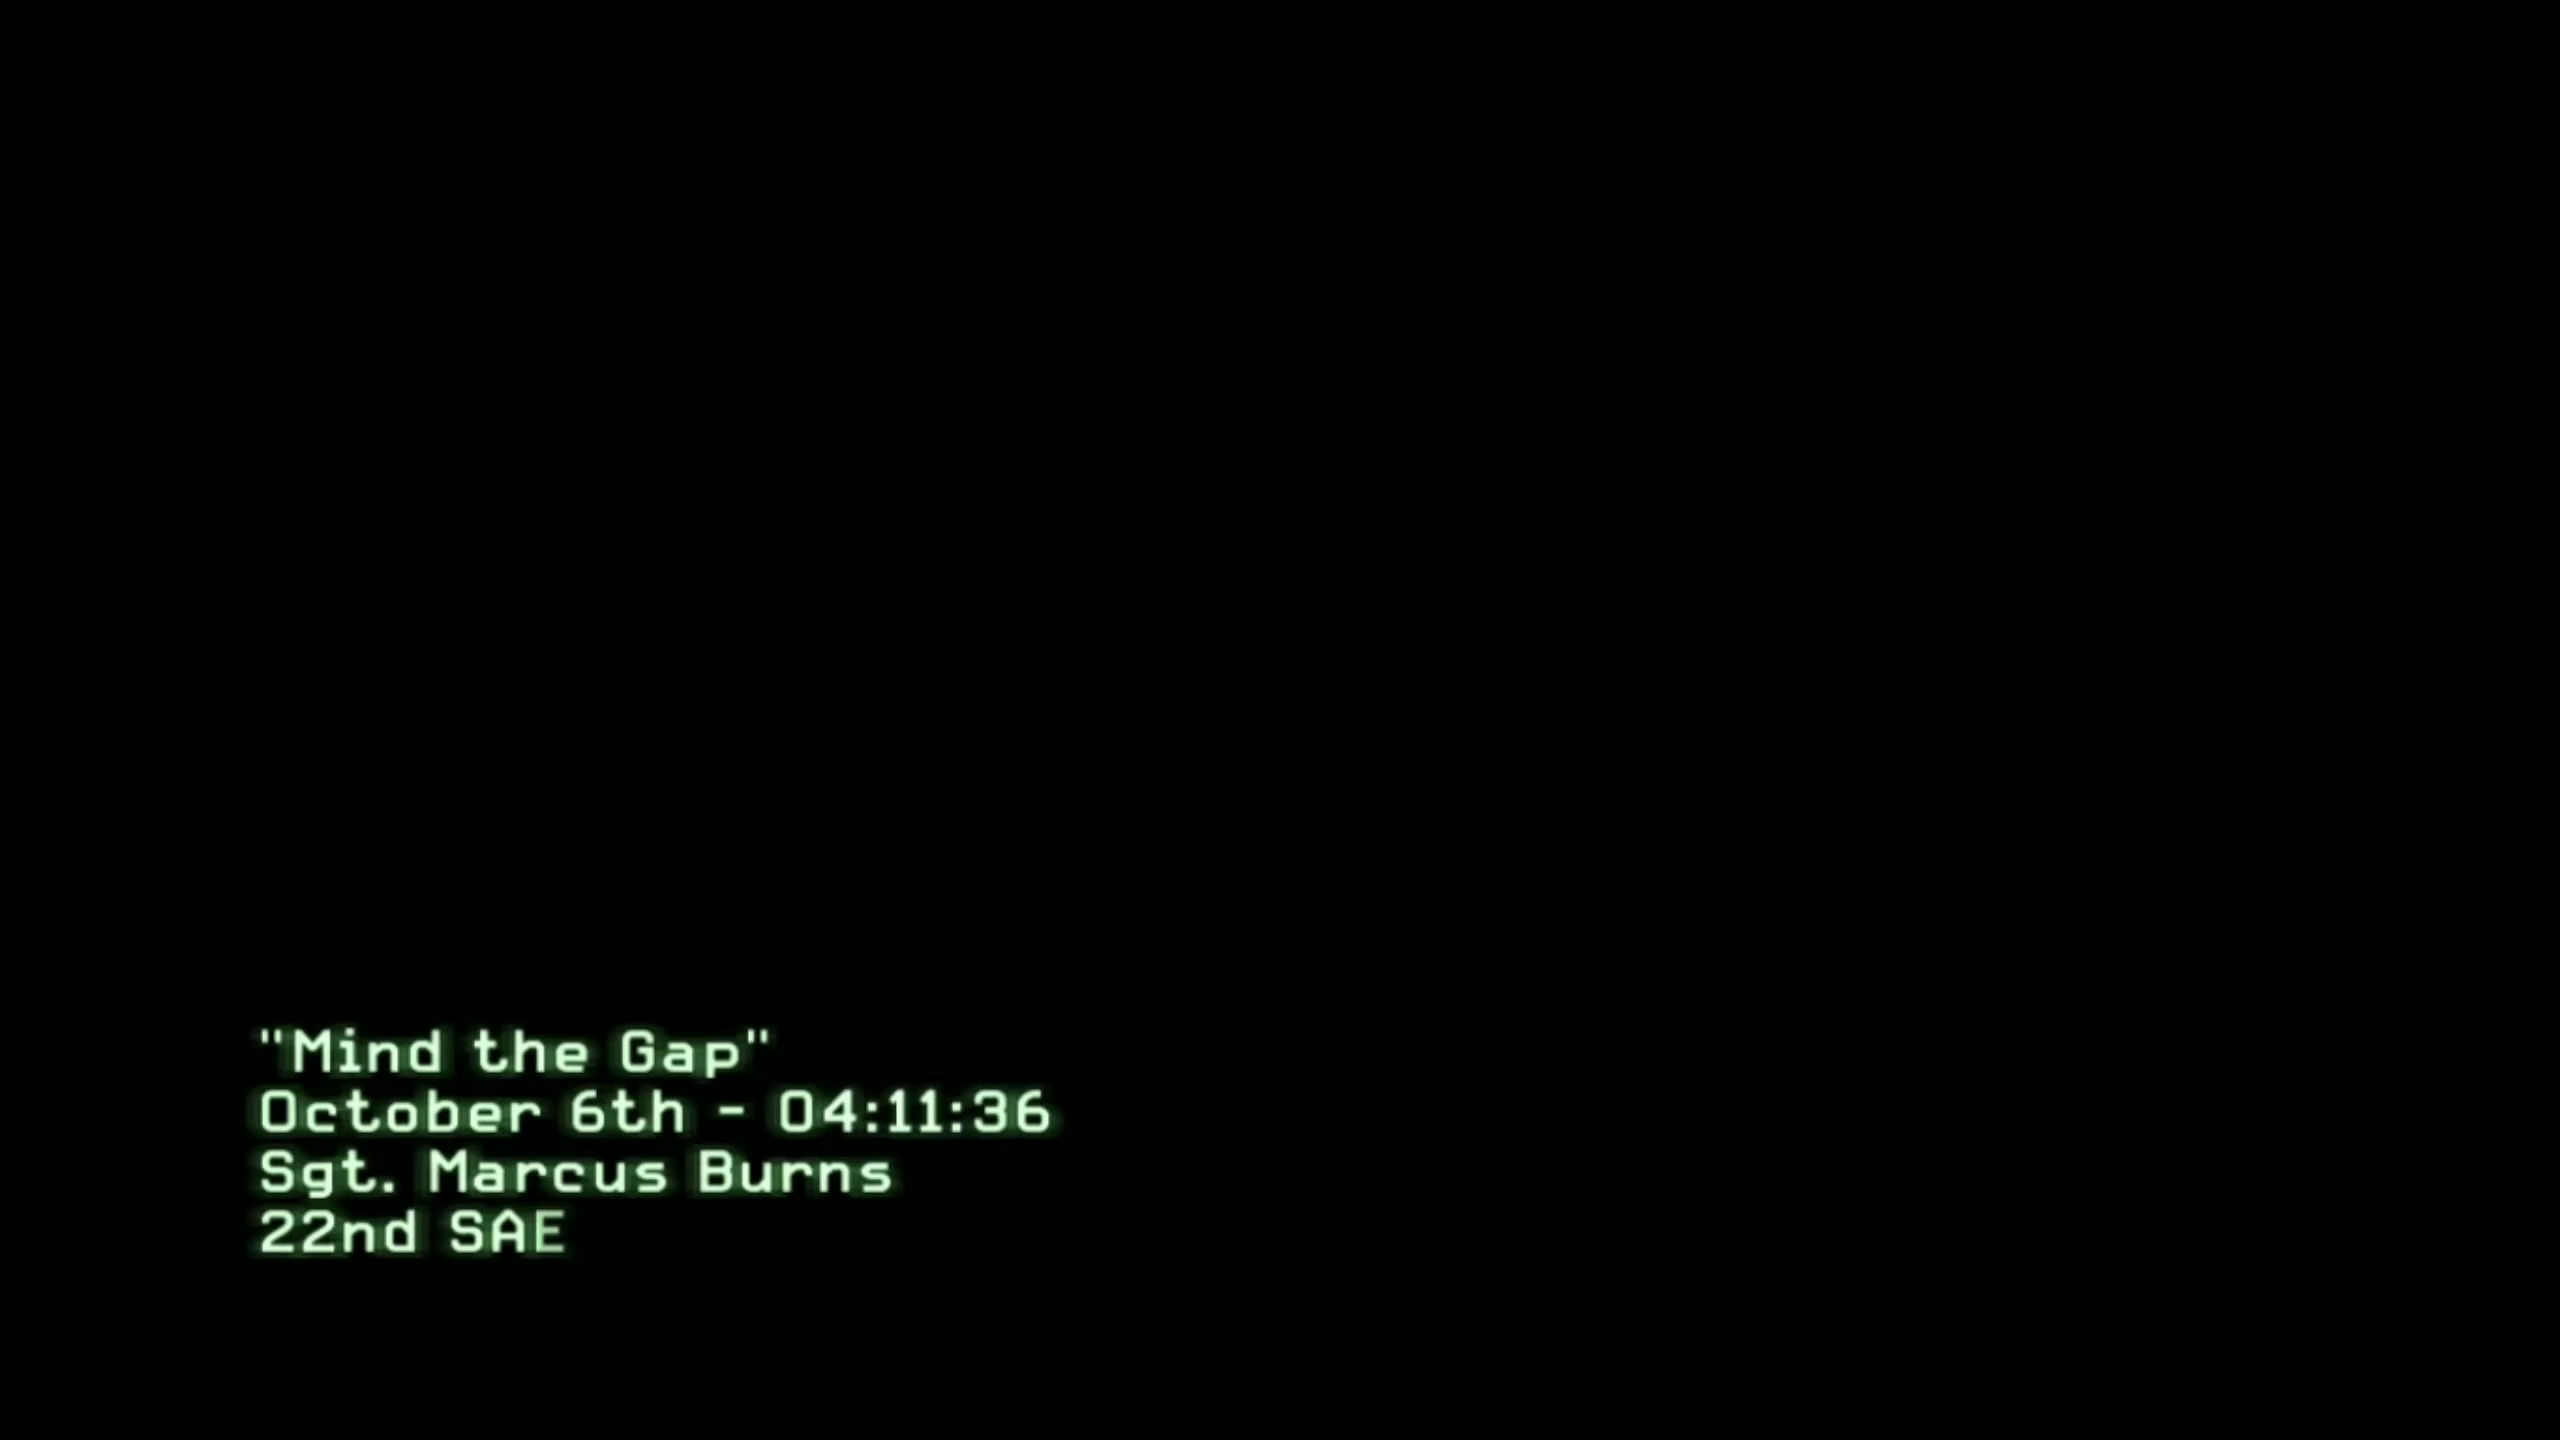 "Mind the Gap"
October 6th - 04:11:36
Sgt. Marcus Burns
22nd SAE